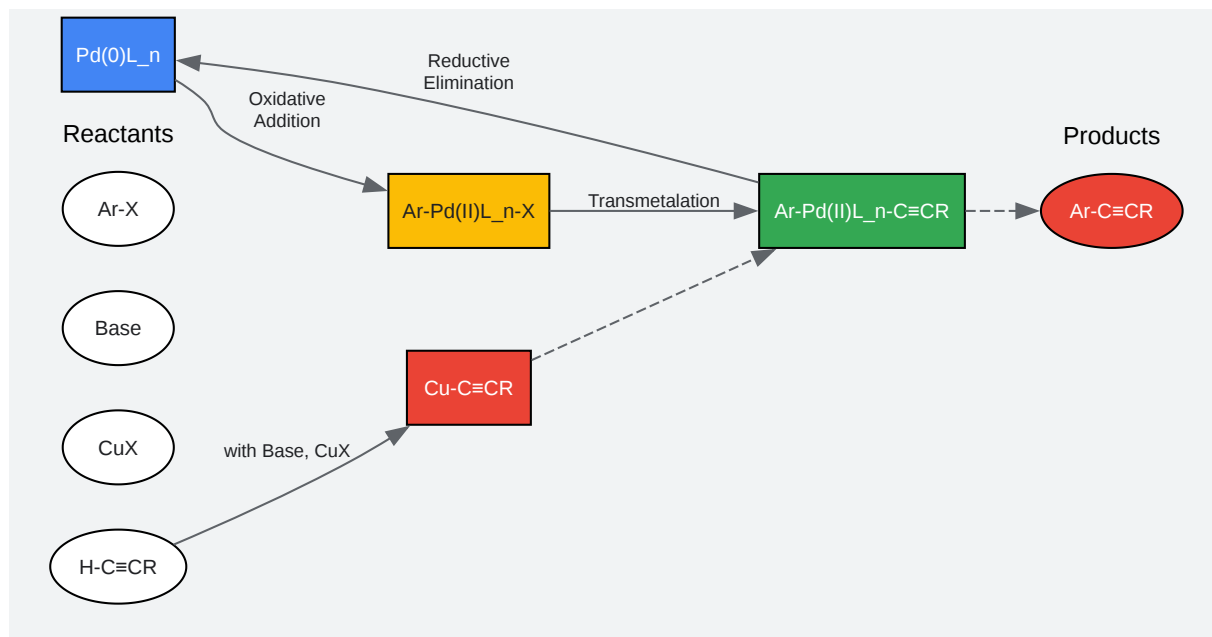 Pd(0)L_n
Reductive
Elimination
Oxidative
Addition
Reactants
Products
Ar-X
Ar-Pd(II)L_n-X
Transmetalation
Ar-Pd(II)L_n-C≡CR
Ar-C≡CR
Base
Cu-C≡CR
CuX
with Base, CuX
H-C≡CR